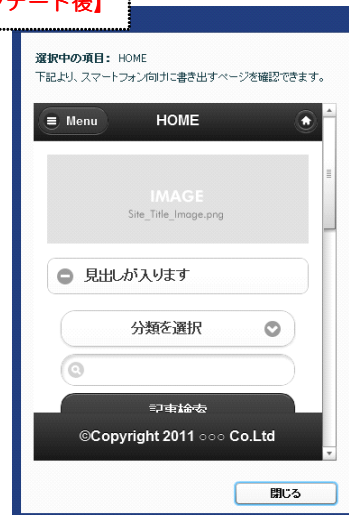 デート後】
選択中の項目： HOME
下記より、スマートフォン向けに書き出すページを確認できます。
Menu
HOME
IMAGE
Site_Title_Image.png
見出しが入ります
分類を選択
記事検索
©Copyright 2011 ○○○ Co.Ltd
閉じる